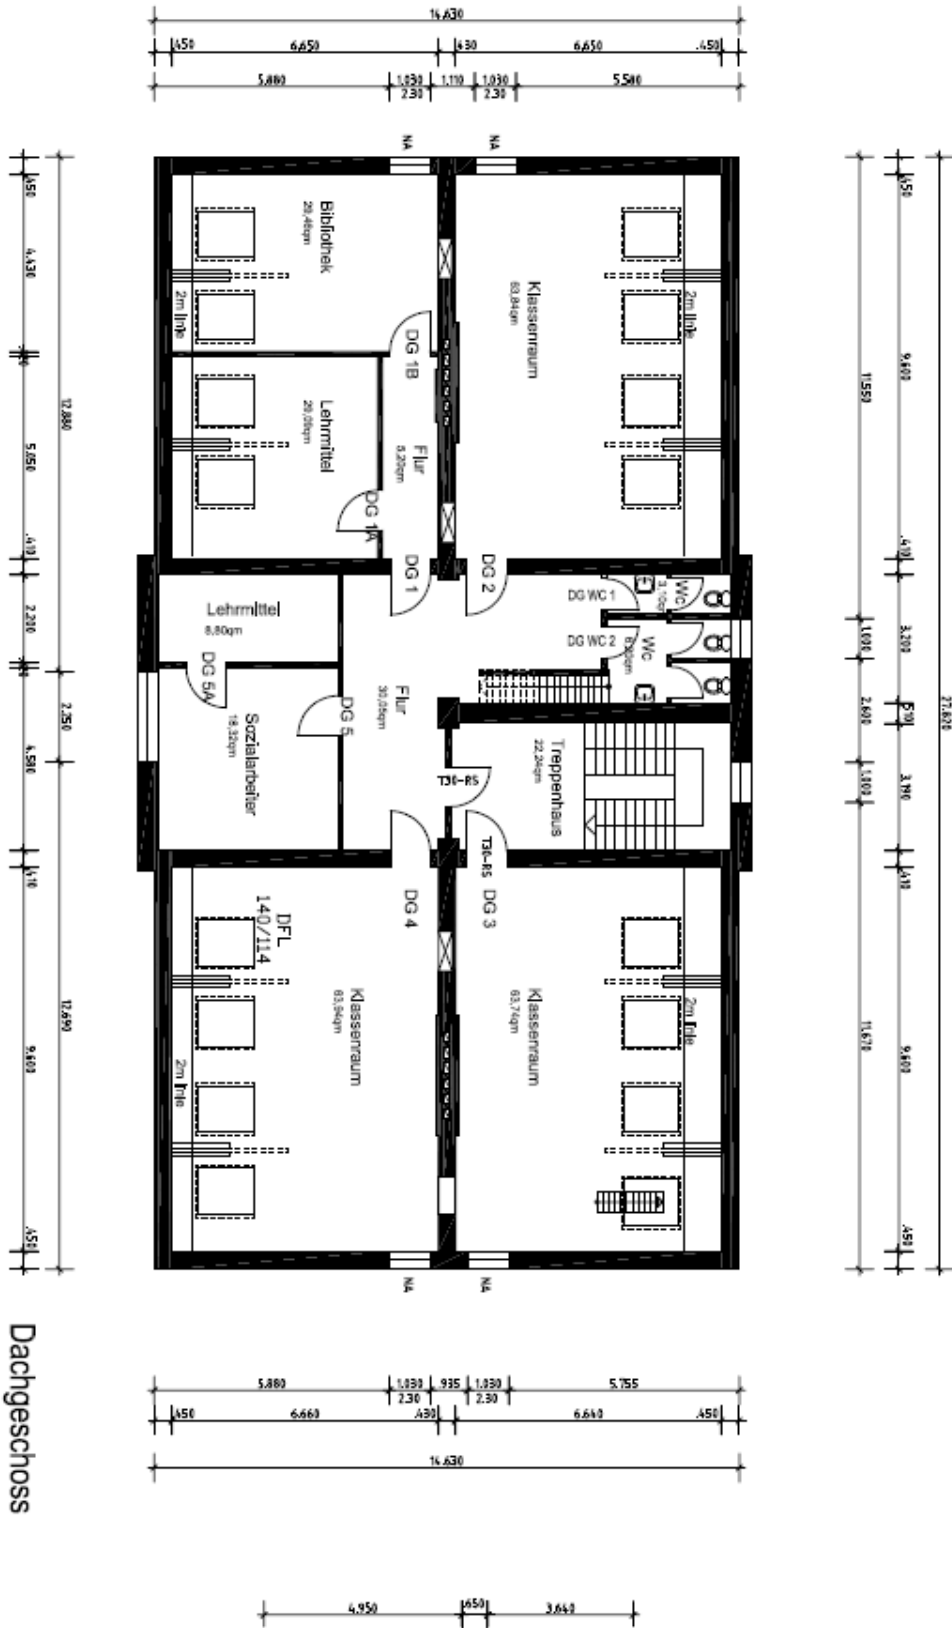 14.630
.450
6,650
.430
6,650
.450
5.880
1.030
2.30
1.110
1.030
2.30
5.580
NA
NA
Bibliothek
2m linie
Klassenraum
63,84qm
2m linie
DG 1B
Lehrmittel
Flur
5,20qm
DG 1A
DG 1
DG 2
Lehrmittel
8,80qm
DG WC 1
Wc
3,10qm
DG WC 2
Wc
DG 5A
DG 5
Sozialarbeiter
18,32qm
Flur
30,05qm
T30-RS
Treppenhaus
22,24qm
T30-RS
DG 4
DG 3
DFL
140/114
Klassenraum
63,94qm
2m linie
Klassenraum
63,74qm
NA
NA
.450
4.430
5.050
.410
2.200
4.580
.410
9.600
.450
12.880
2.350
12.690
11.550
1.000
2.600
1.000
11.670
.450
9.600
.410
3.200
.510
3.190
.410
9.600
.450
27.620
5.880
1.030
2.30
.935
1.030
2.30
5.755
.450
6.660
.430
6.640
.450
14.630
Dachgeschoss
4.950
.650
3.640